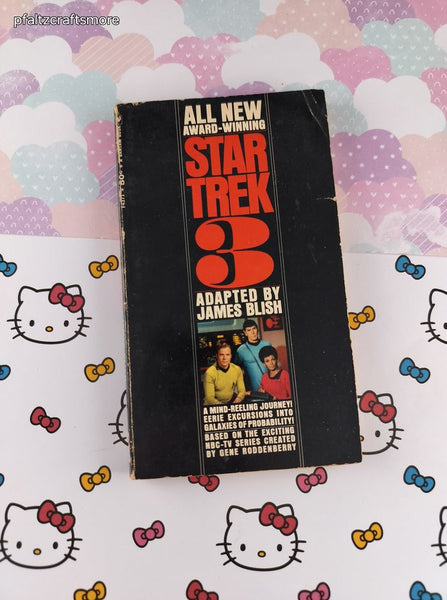 pfaltzcraftsmore
ALL NEW
AWARD-WINNING
STAR
TREK
3
ADAPTED BY
JAMES BLISH
A MIND-REELING JOURNEY!
EERIE EXCURSIONS INTO
GALAXIES OF PROBABILITY!
BASED ON THE EXCITING
NBC-TV SERIES CREATED
BY GENE RODDENBERRY